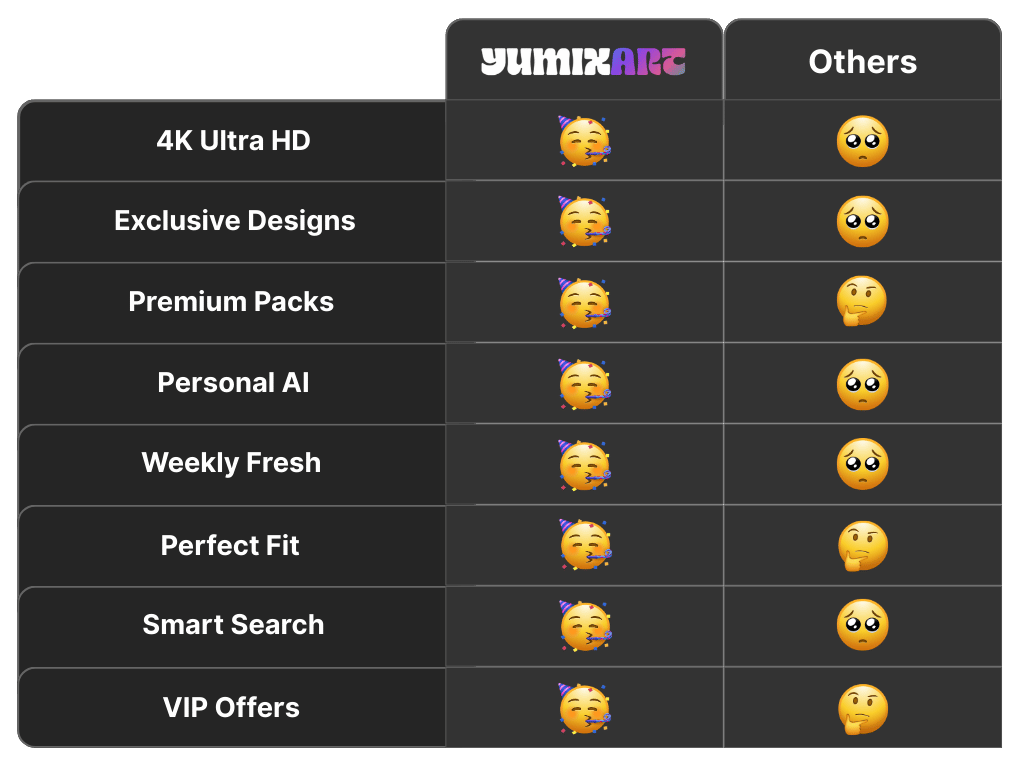 YUMIXART
Others
4K Ultra HD
Exclusive Designs
Premium Packs
Personal AI
Weekly Fresh
Perfect Fit
Smart Search
VIP Offers